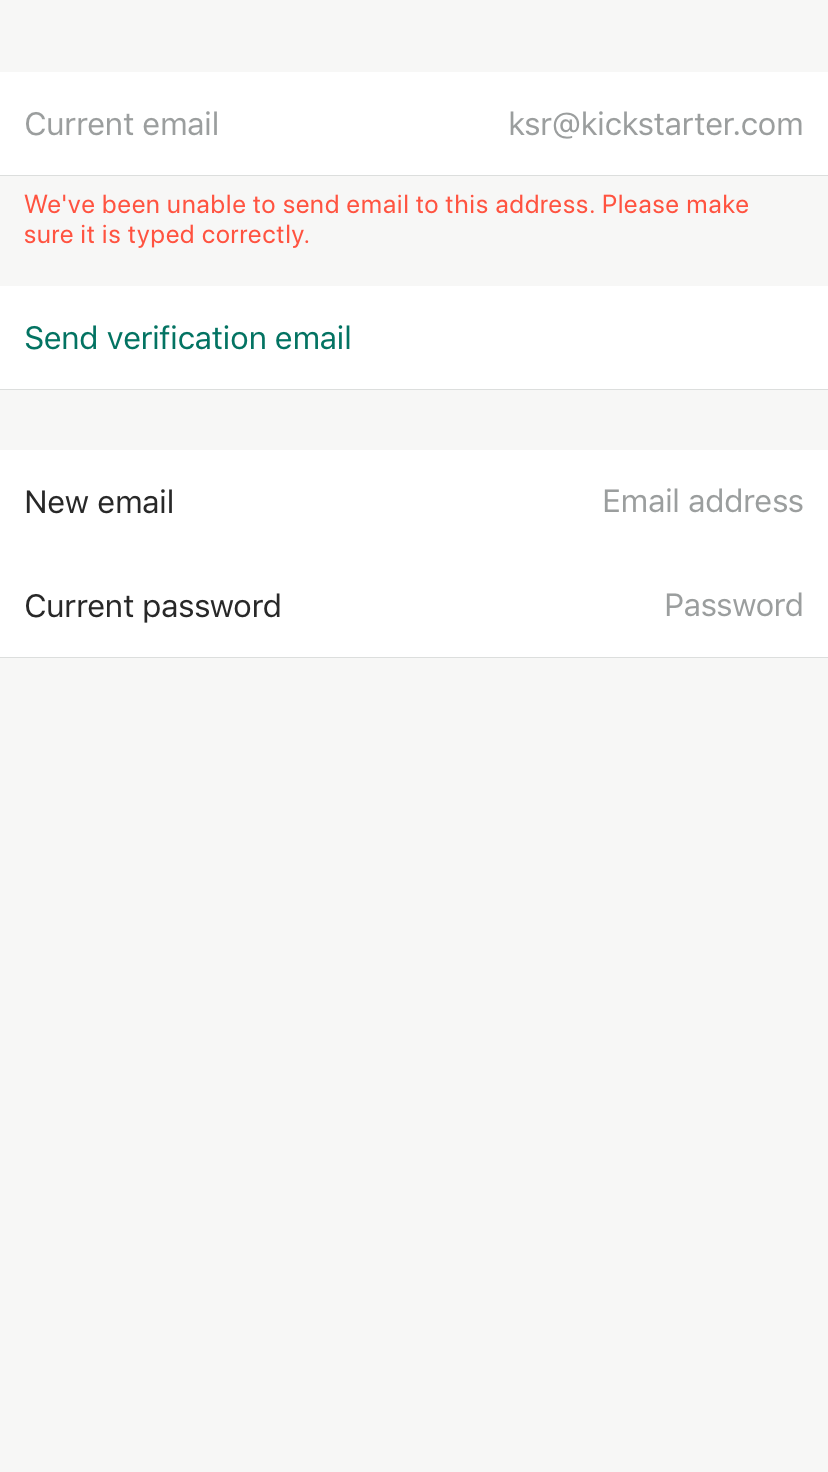 Current email ksr@kickstarter.com
We've been unable to send email to this address. Please make
sure it is typed correctly.
Send verification email
New email Email address
Current password Password